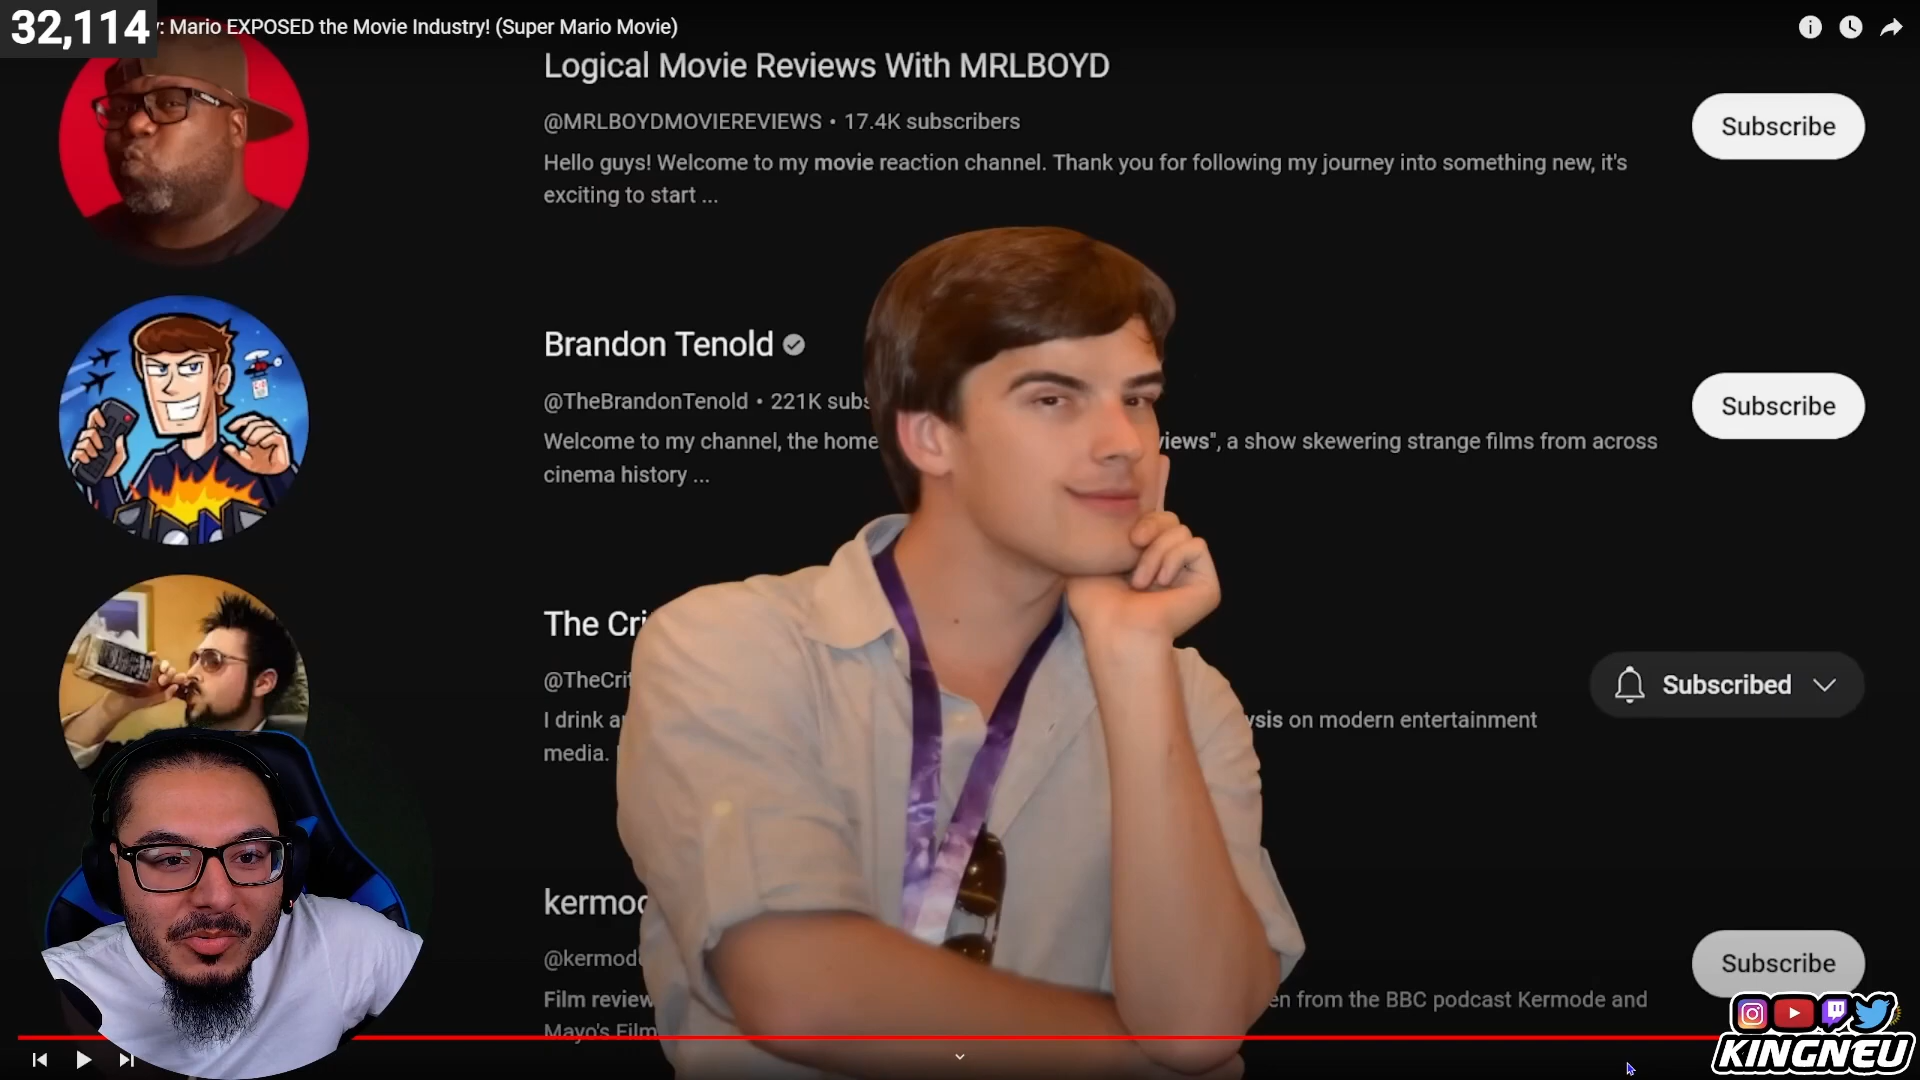 32,114
: Mario EXPOSED the Movie Industry! (Super Mario Movie)
Logical Movie Reviews With MRLBOYD
@MRLBOYDMOVIEREVIEWS • 17.4K subscribers
Subscribe
Hello guys! Welcome to my movie reaction channel. Thank you for following my journey into something new, it's
exciting to start ...
Brandon Tenold
@TheBrandonTenold • 221K subs
Subscribe
Welcome to my channel, the home views", a show skewering strange films from across
cinema history ...
The Cri
@TheCrit
Subscribed
I drink a ysis on modern entertainment
media.
kermod
@kermod
Subscribe
Film review en from the BBC podcast Kermode and
Mayo's Film
KINGNEU